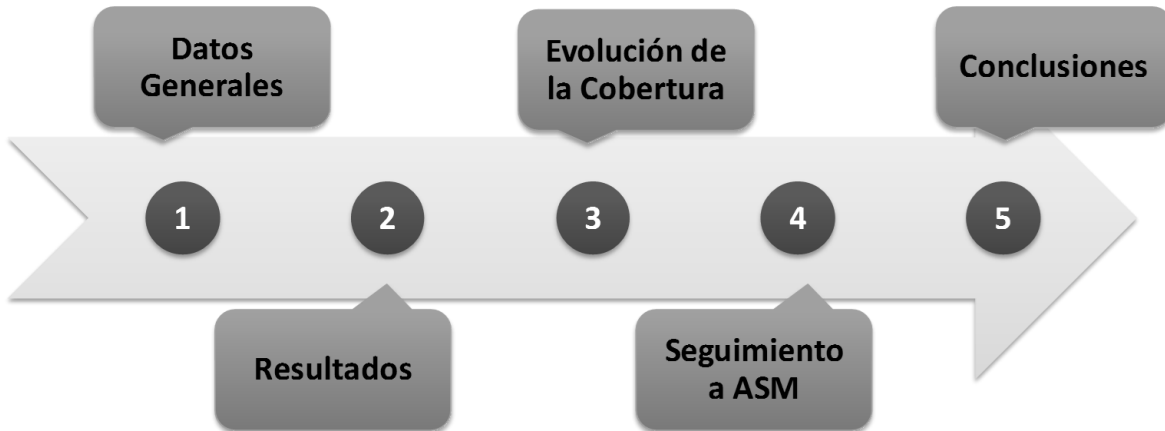 Datos
Generales
Evolución de
la Cobertura
Conclusiones
1
2
3
4
5
Resultados
Seguimiento
a ASM